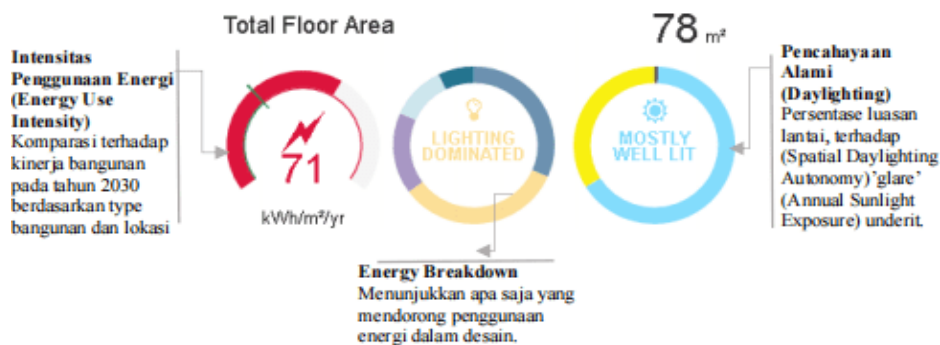 Total Floor Area
78 m²
Intensitas
Penggunaan Energi
(Energy Use
Intensity)
Komparasi terhadap
kinerja bangunan
pada tahun 2030
berdasarkan type
bangunan dan lokasi
71
kWh/m²/yr
LIGHTING
DOMINATED
MOSTLY
WELL LIT
Pencahayaan
Alami
(Daylighting)
Persentase luasan
lantai, terhadap
(Spatial Daylighting
Autonomy)’glare’
(Annual Sunlight
Exposure) underit.
Energy Breakdown
Menunjukkan apa saja yang
mendorong penggunaan
energi dalam desain.